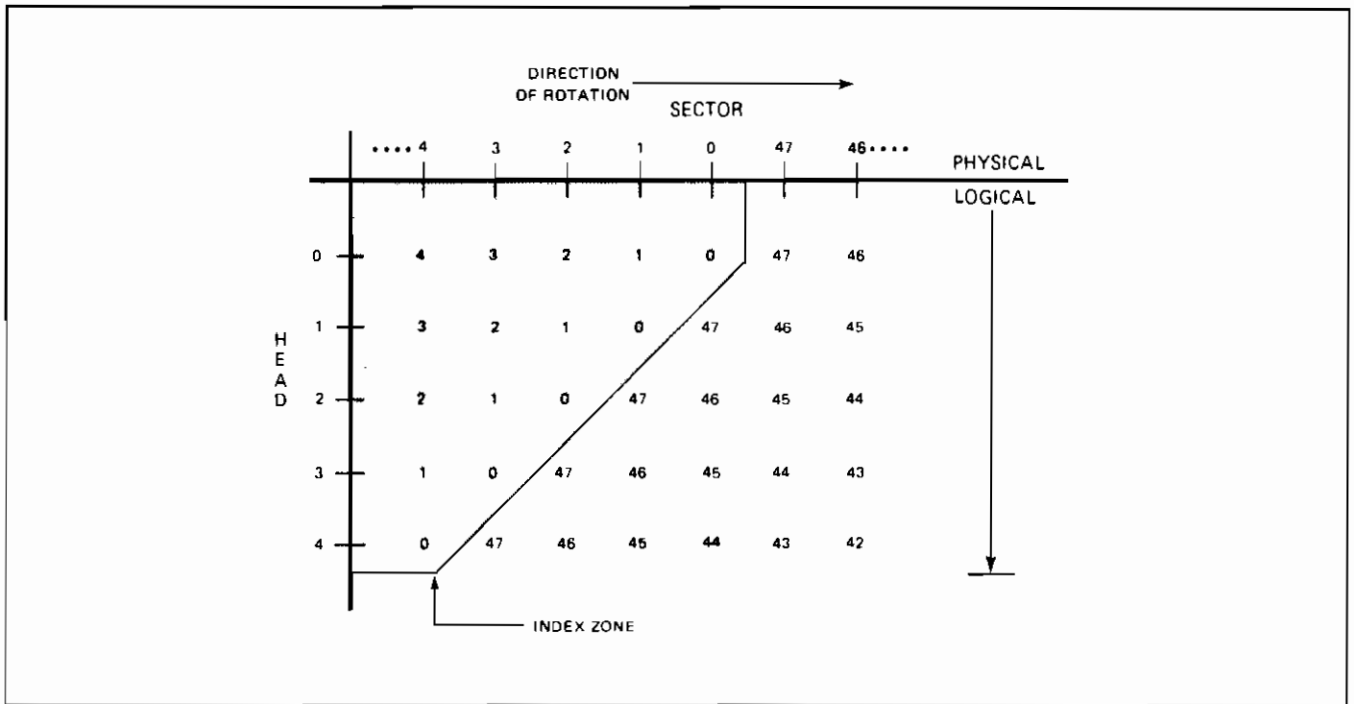 DIRECTION
OF ROTATION
SECTOR
.... 4 3 2 1 0 47 46 ....
PHYSICAL
LOGICAL
0 4 3 2 1 0 47 46
1 3 2 1 0 47 46 45
HEAD
2 2 1 0 47 46 45 44
3 1 0 47 46 45 44 43
4 0 47 46 45 44 43 42
INDEX ZONE